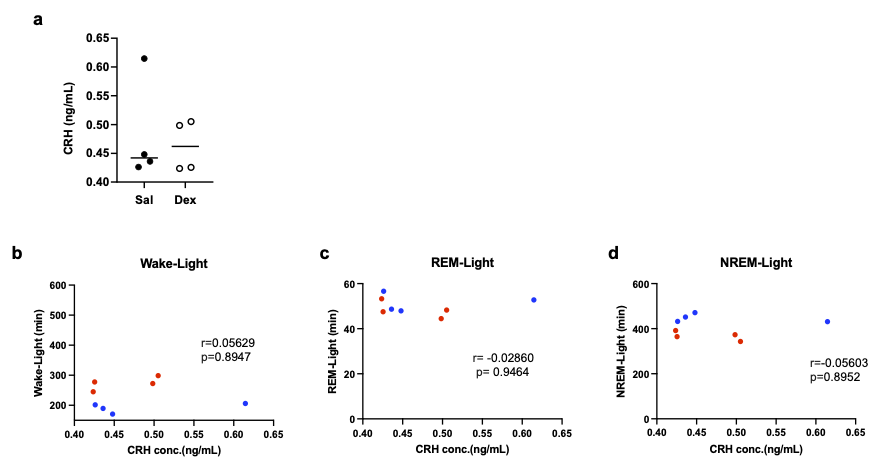 a
CRH (ng/mL)
0.65
0.60
0.55
0.50
0.45
0.40
Sal Dex
b
Wake-Light
Wake-Light (min)
600
500
400
300
200
r=0.05629
p=0.8947
0.40 0.45 0.50 0.55 0.60 0.65
CRH conc.(ng/mL)
c
REM-Light
REM-Light (min)
60
40
20
0
r= -0.02860
p= 0.9464
0.40 0.45 0.50 0.55 0.60 0.65
CRH conc.(ng/mL)
d
NREM-Light
NREM-Light (min)
600
400
200
0
r=-0.05603
p=0.8952
0.40 0.45 0.50 0.55 0.60 0.65
CRH conc.(ng/mL)